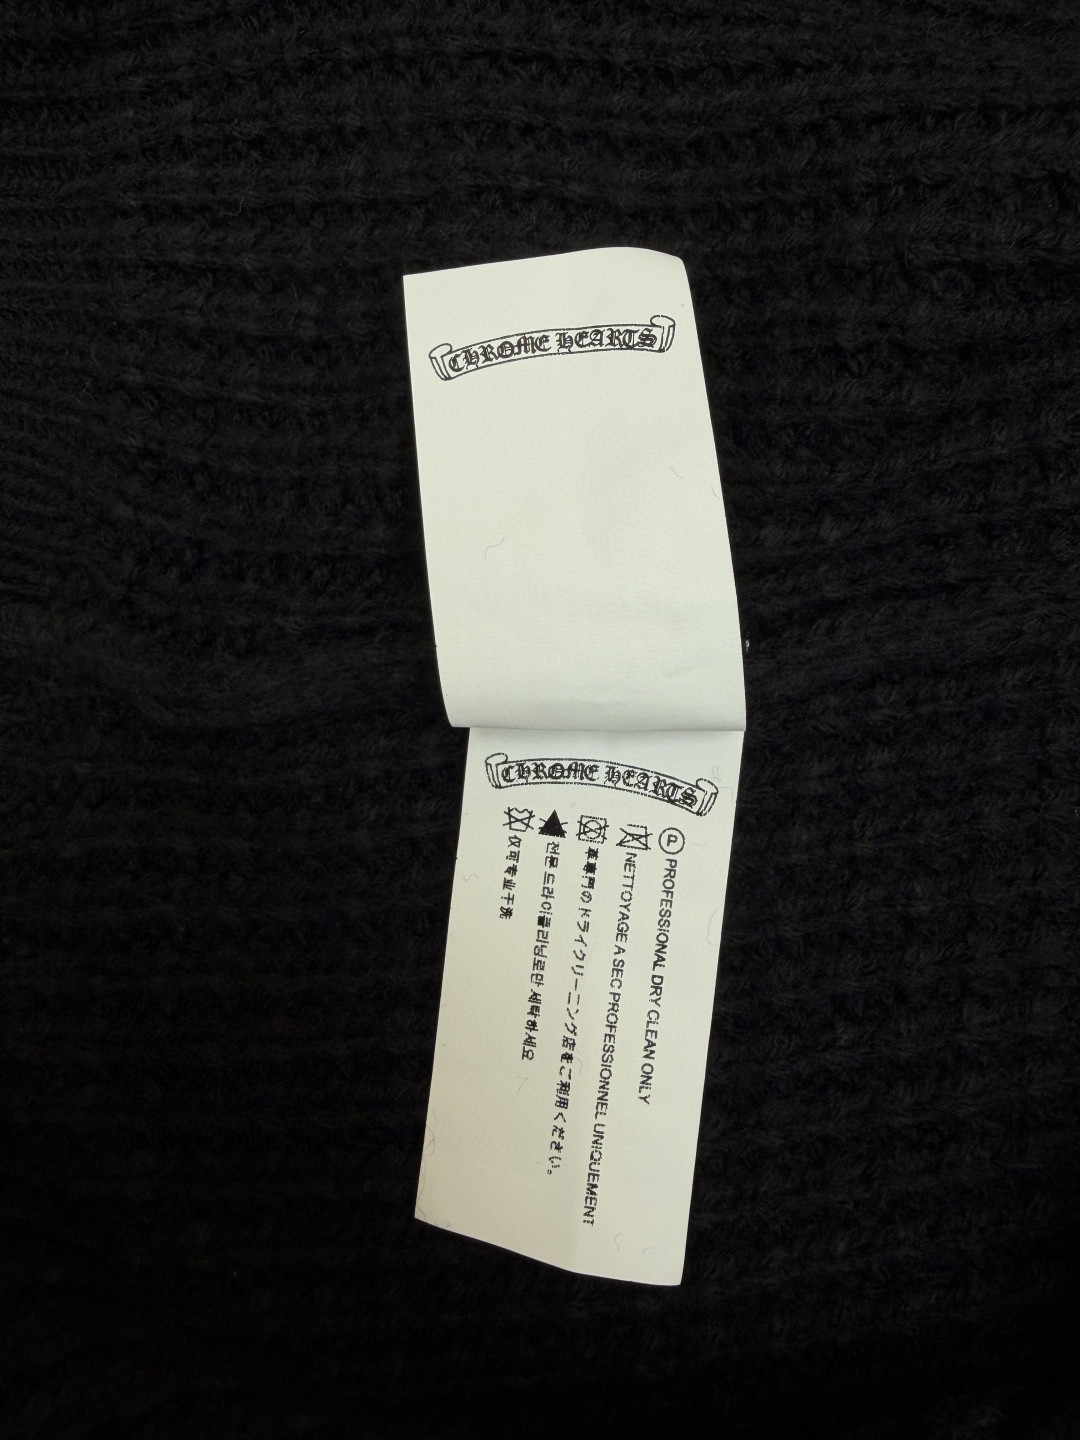 CHROME HEARTS
CHROME HEARTS
P PROFESSIONAL DRY CLEAN ONLY
NETTOYAGE A SEC PROFESSIONNEL UNIQUEMENT
革専門のドライクリーニング店をご利用ください。
전문 드라이클리닝로만 세탁하세요
仅可专业干洗